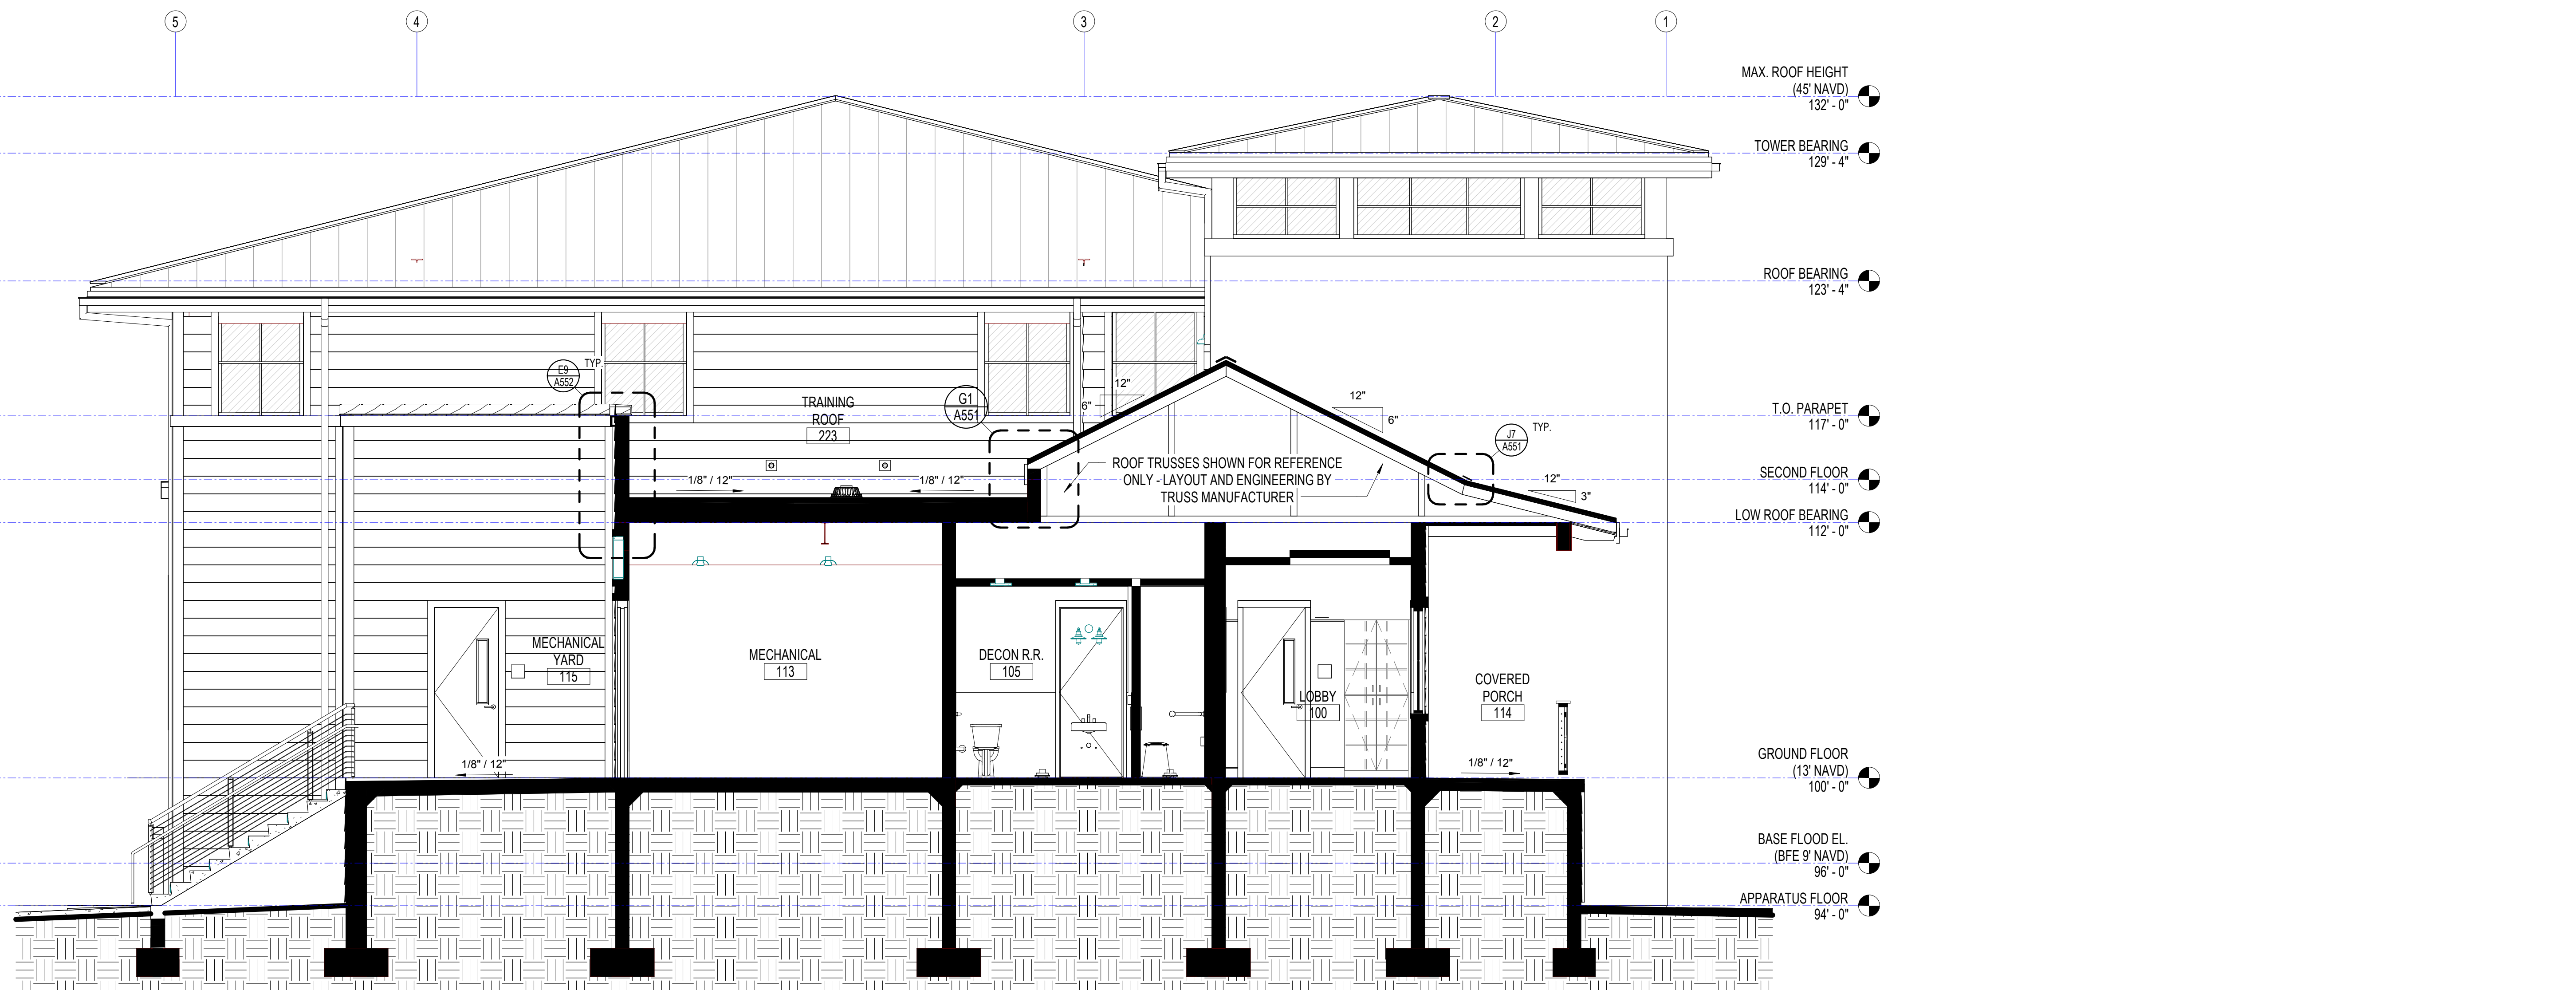 5
4
3
2
1
MAX. ROOF HEIGHT
(45' NAVD)
132' - 0"
TOWER BEARING
129' - 4"
ROOF BEARING
123' - 4"
E9
A552
TYP.
G1
A551
12"
6"
12"
6"
TRAINING
ROOF
223
T.O. PARAPET
117' - 0"
J7
A551
TYP.
ROOF TRUSSES SHOWN FOR REFERENCE
ONLY - LAYOUT AND ENGINEERING BY
TRUSS MANUFACTURER
1/8" / 12"
1/8" / 12"
12"
3"
SECOND FLOOR
114' - 0"
LOW ROOF BEARING
112' - 0"
MECHANICAL
YARD
115
MECHANICAL
113
DECON R.R.
105
LOBBY
100
COVERED
PORCH
114
1/8" / 12"
1/8" / 12"
GROUND FLOOR
(13' NAVD)
100' - 0"
BASE FLOOD EL.
(BFE 9' NAVD)
96' - 0"
APPARATUS FLOOR
94' - 0"